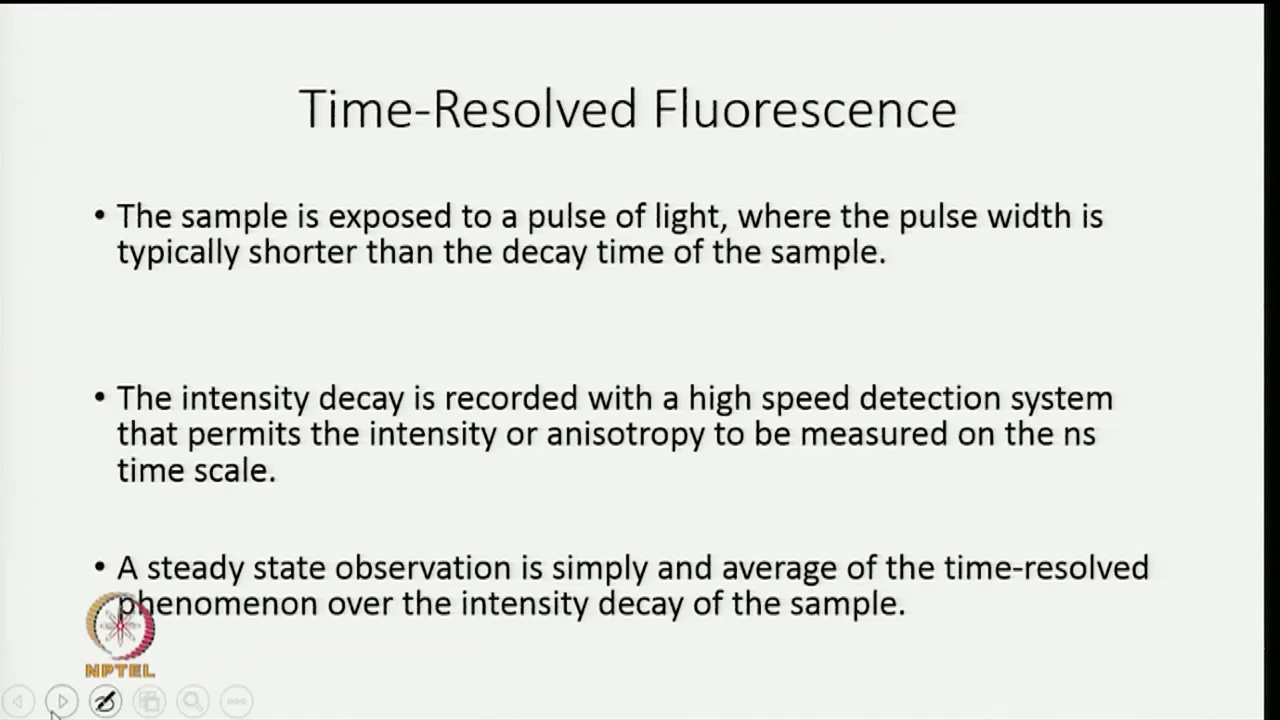 Time-Resolved Fluorescence
• The sample is exposed to a pulse of light, where the pulse width is
typically shorter than the decay time of the sample.
• The intensity decay is recorded with a high speed detection system
that permits the intensity or anisotropy to be measured on the ns
time scale.
• A steady state observation is simply and average of the time-resolved
phenomenon over the intensity decay of the sample.
NPTEL